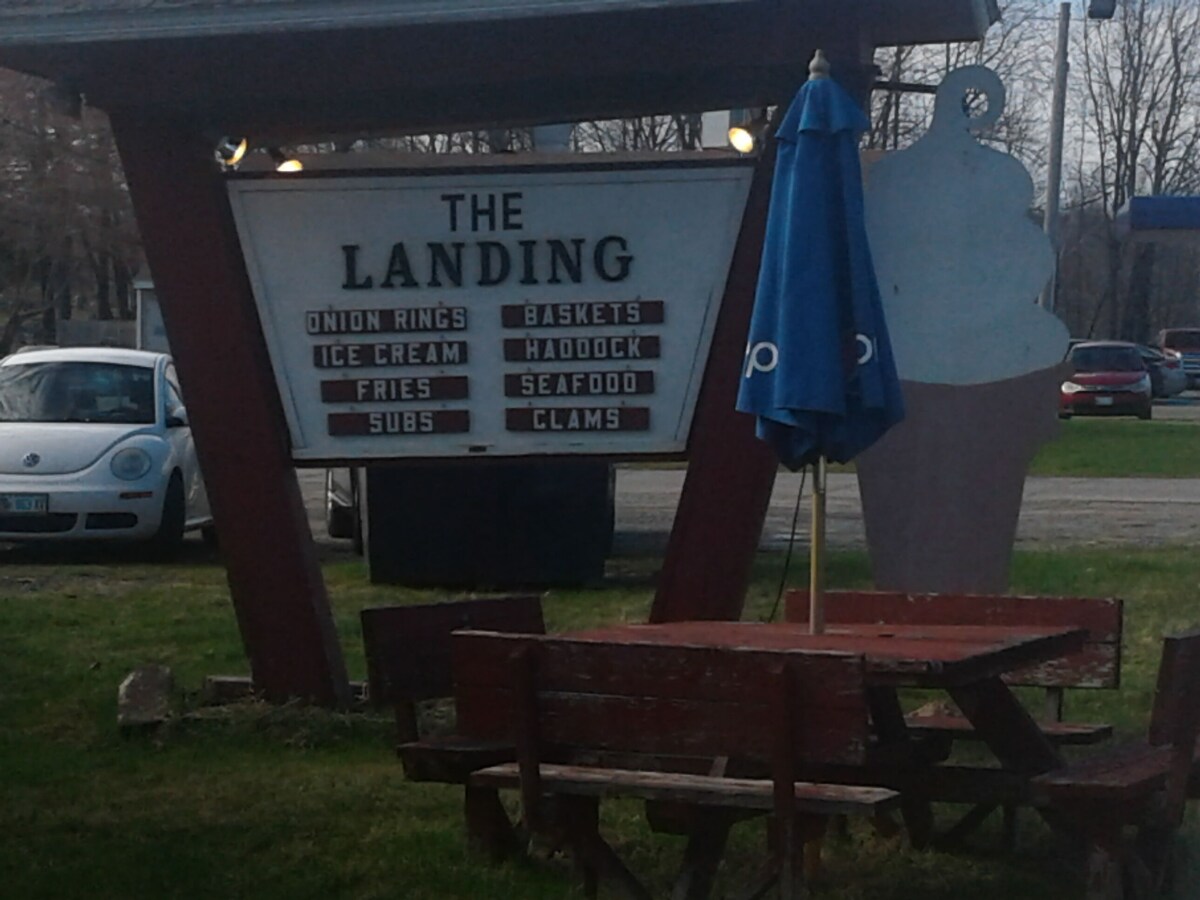 THE
LANDING
ONION RINGS
BASKETS
ICE CREAM
HADDOCK
FRIES
SEAFOOD
SUBS
CLAMS